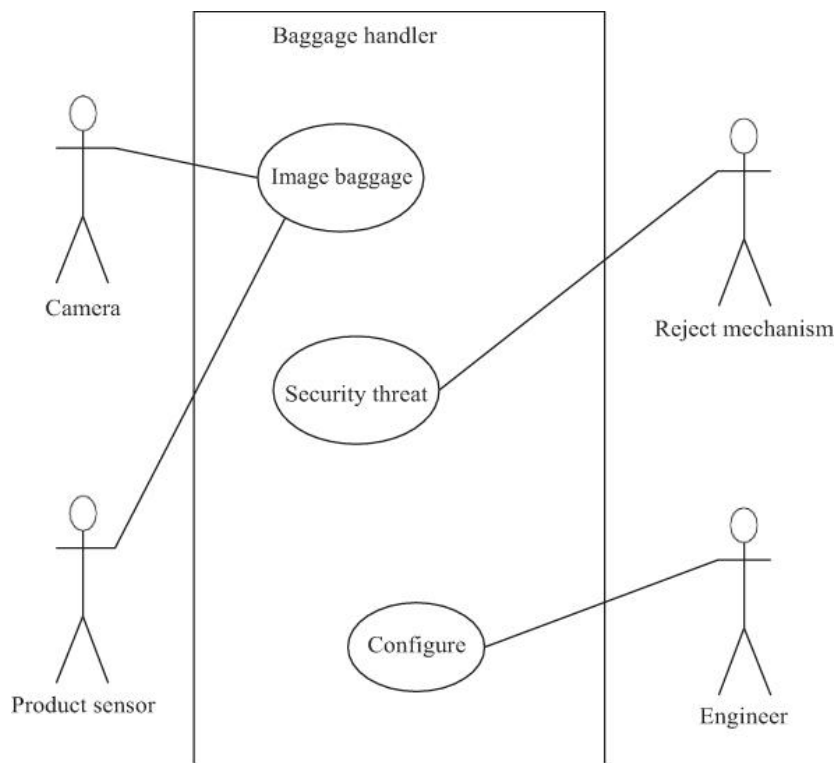 Baggage handler
Image baggage
Camera
Reject mechanism
Security threat
Configure
Product sensor
Engineer